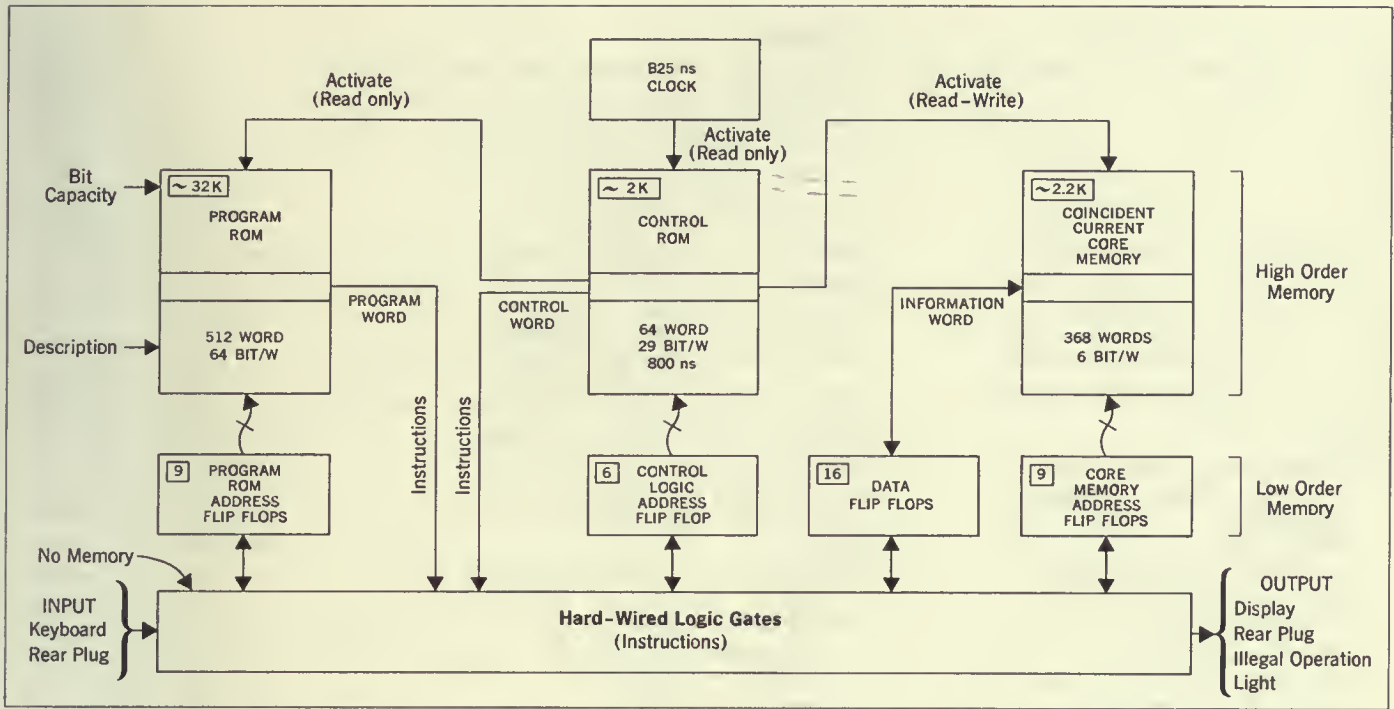 B25 ns
CLOCK
Activate
(Read only)
Activate
(Read-Write)
Activate
(Read only)
Bit
Capacity
~ 32K
PROGRAM
ROM
~ 2K
CONTROL
ROM
~2.2K
COINCIDENT
CURRENT
CORE
MEMORY
High Order
Memory
PROGRAM
WORD
CONTROL
WORD
INFORMATION
WORD
Description
512 WORD
64 BIT/W
64 WORD
29 BIT/W
800 ns
368 WORDS
6 BIT/W
Instructions
Instructions
9
PROGRAM
ROM
ADDRESS
FLIP FLOPS
6
CONTROL
LOGIC
ADDRESS
FLIP FLOP
16
DATA
FLIP FLOPS
9
CORE
MEMORY
ADDRESS
FLIP FLOPS
Low Order
Memory
No Memory
INPUT
Keyboard
Rear Plug
Hard-Wired Logic Gates
(Instructions)
OUTPUT
Display
Rear Plug
Illegal Operation
Light